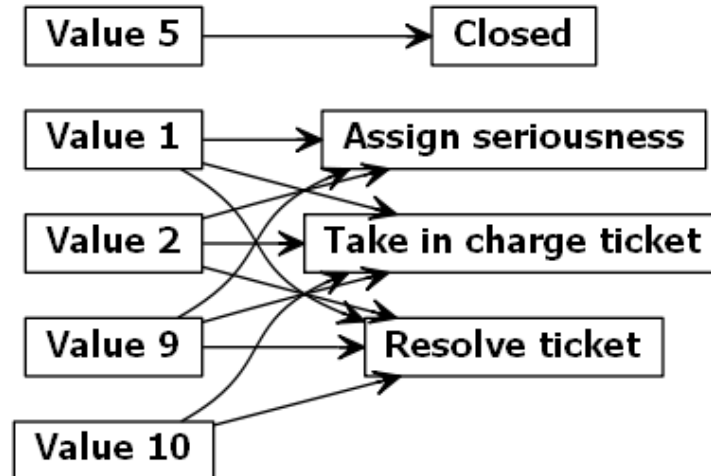 Value 5
Closed
Value 1
Assign seriousness
Value 2
Take in charge ticket
Value 9
Resolve ticket
Value 10